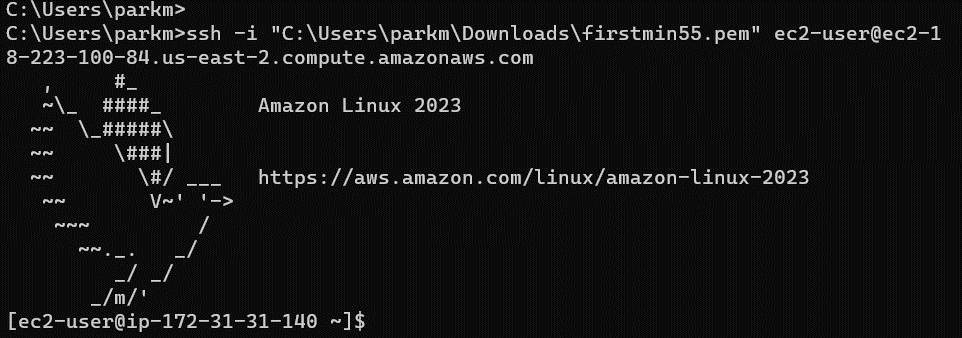 C:\Users\parkm>
C:\Users\parkm>ssh -i "C:\Users\parkm\Downloads\firstmin55.pem" ec2-user@ec2-1
8-223-100-84.us-east-2.compute.amazonaws.com
   ,     #_
   ~\_  ####_        Amazon Linux 2023
  ~~  \_#####\
  ~~     \###|
  ~~       \#/ ___   https://aws.amazon.com/linux/amazon-linux-2023
   ~~       V~' '->
    ~~~         /
      ~~._.   _/
         _/ _/
       _/m/'
[ec2-user@ip-172-31-31-140 ~]$